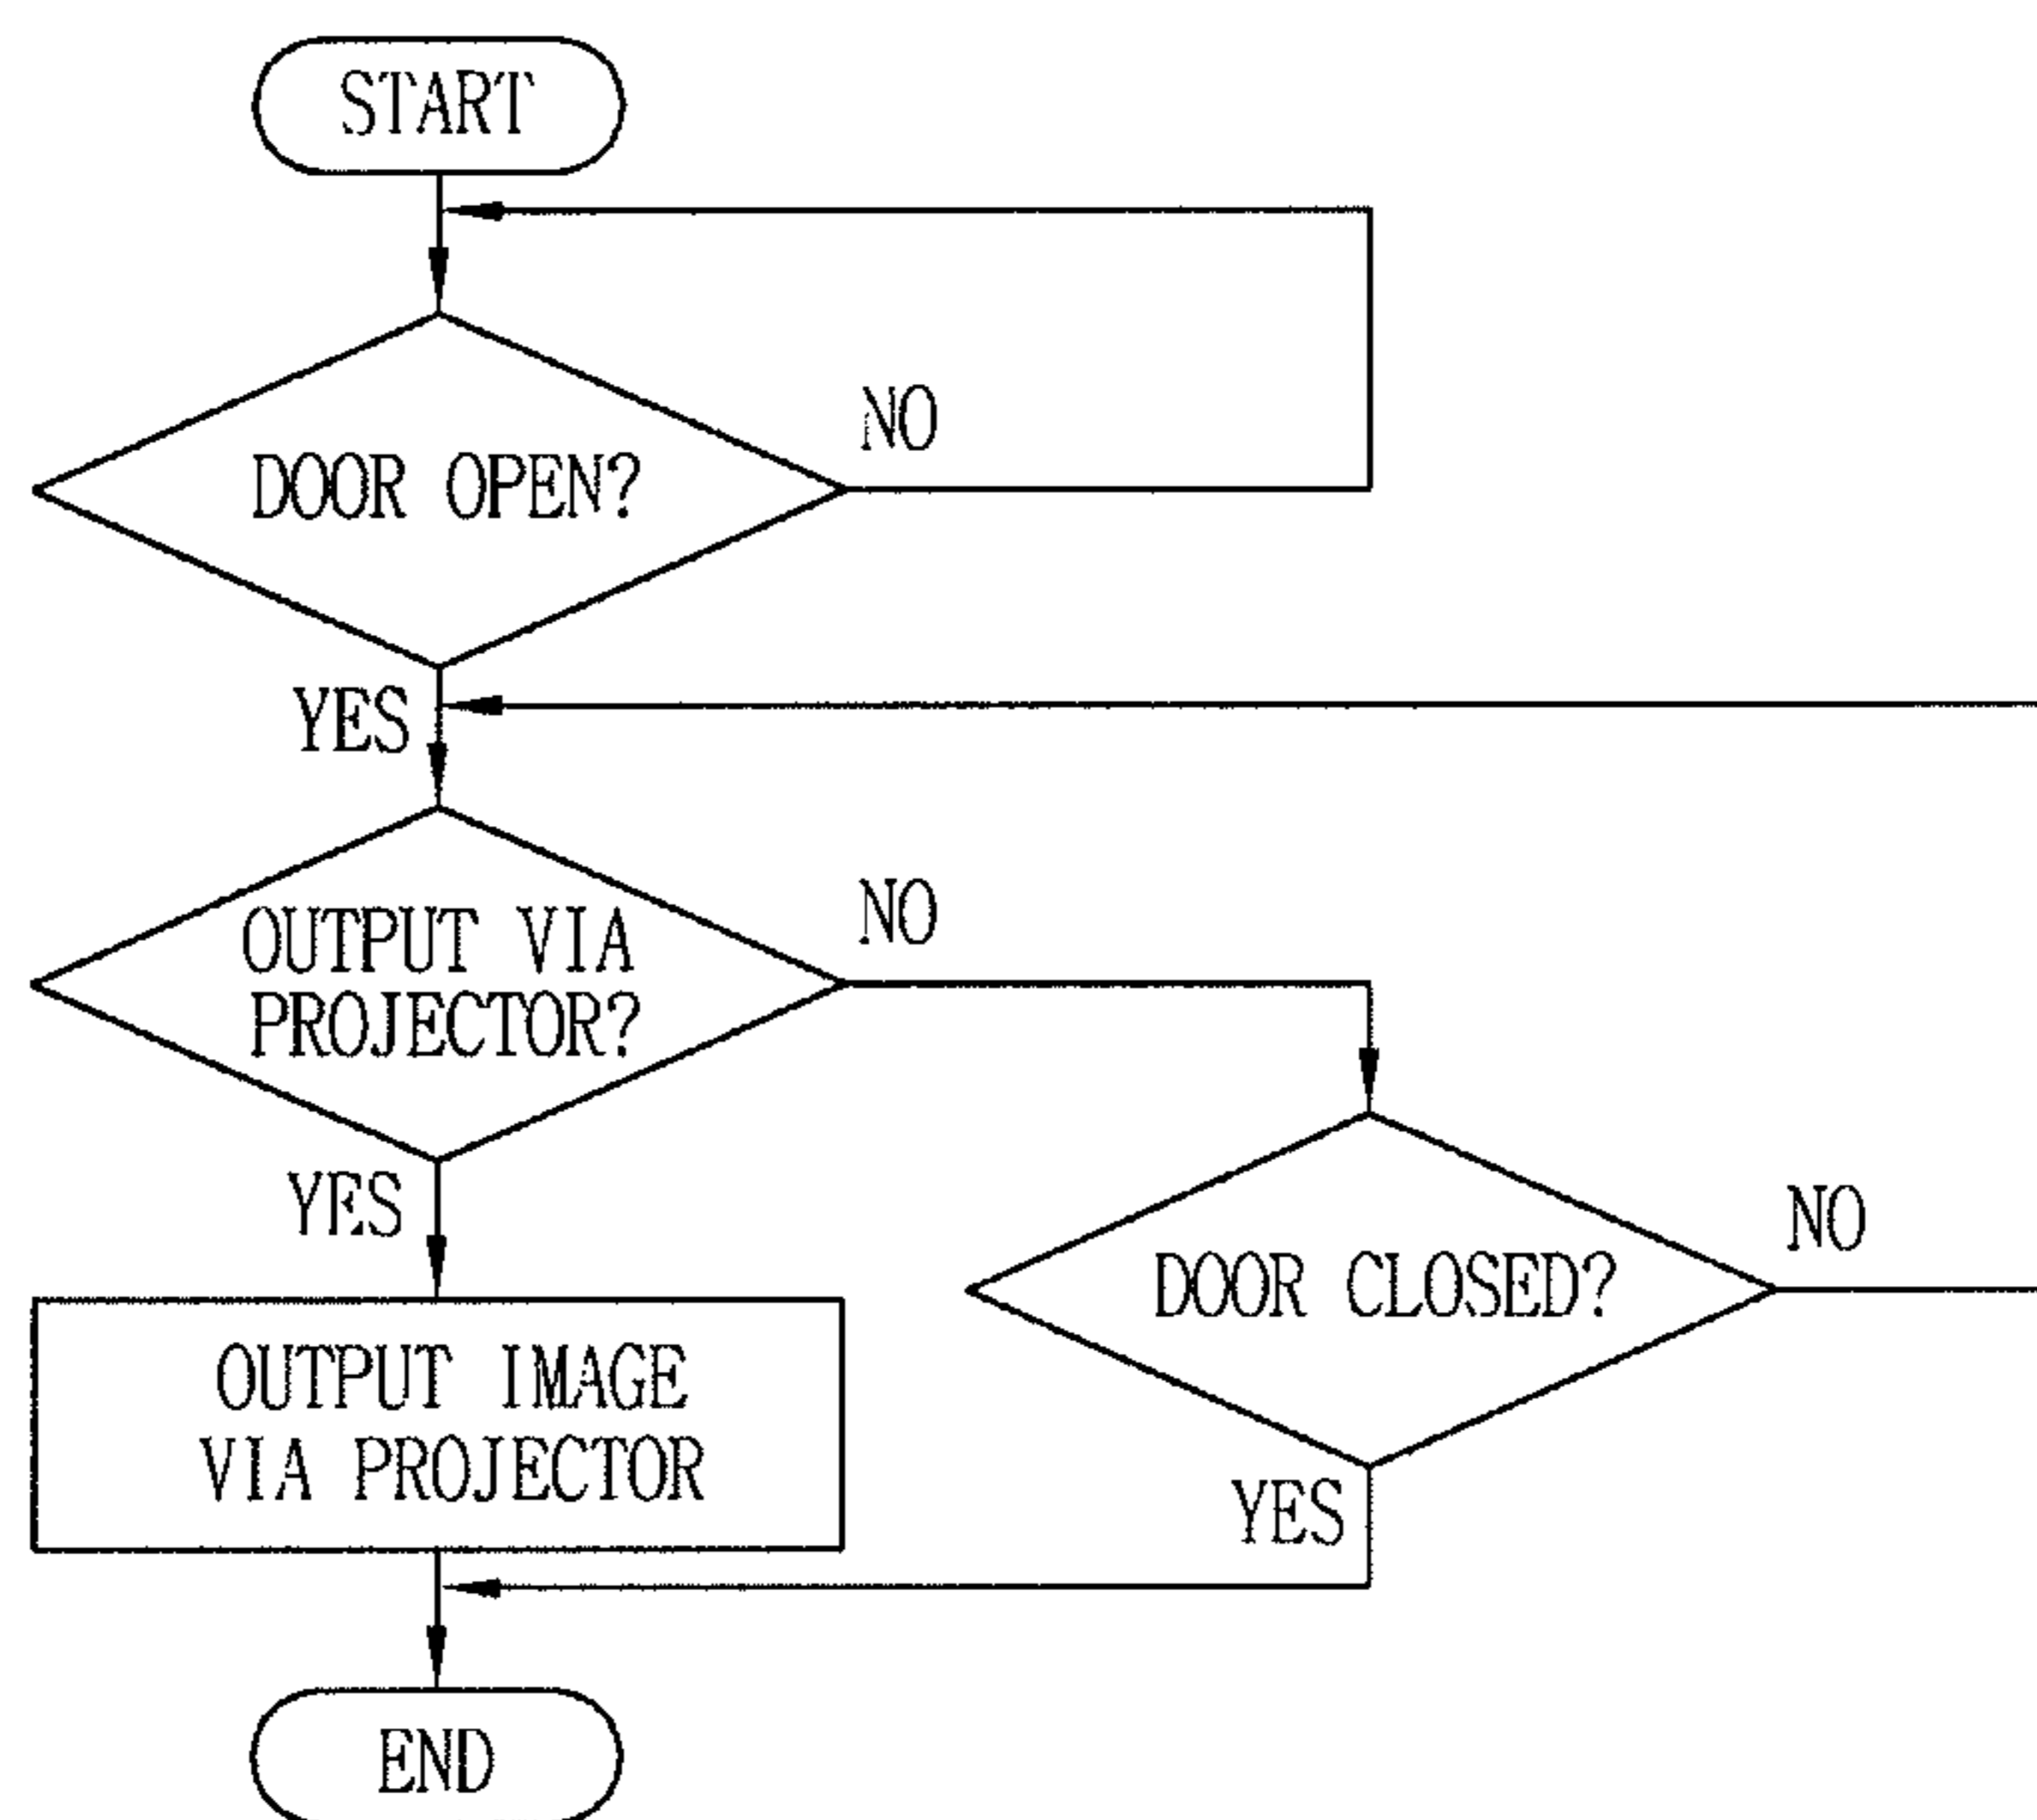 START
DOOR OPEN?
NO
YES
OUTPUT VIA
PROJECTOR?
NO
YES
DOOR CLOSED?
NO
OUTPUT IMAGE
VIA PROJECTOR
YES
END